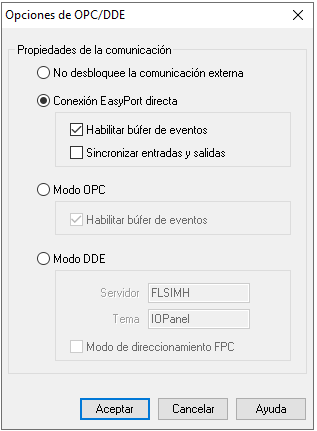 Opciones de OPC/DDE
Propiedades de la comunicación
No desbloquee la comunicación externa
Conexión EasyPort directa
Habilitar búfer de eventos
Sincronizar entradas y salidas
Modo OPC
Habilitar búfer de eventos
Modo DDE
Servidor FLSIMH
Tema IOPanel
Modo de direccionamiento FPC
Aceptar Cancelar Ayuda